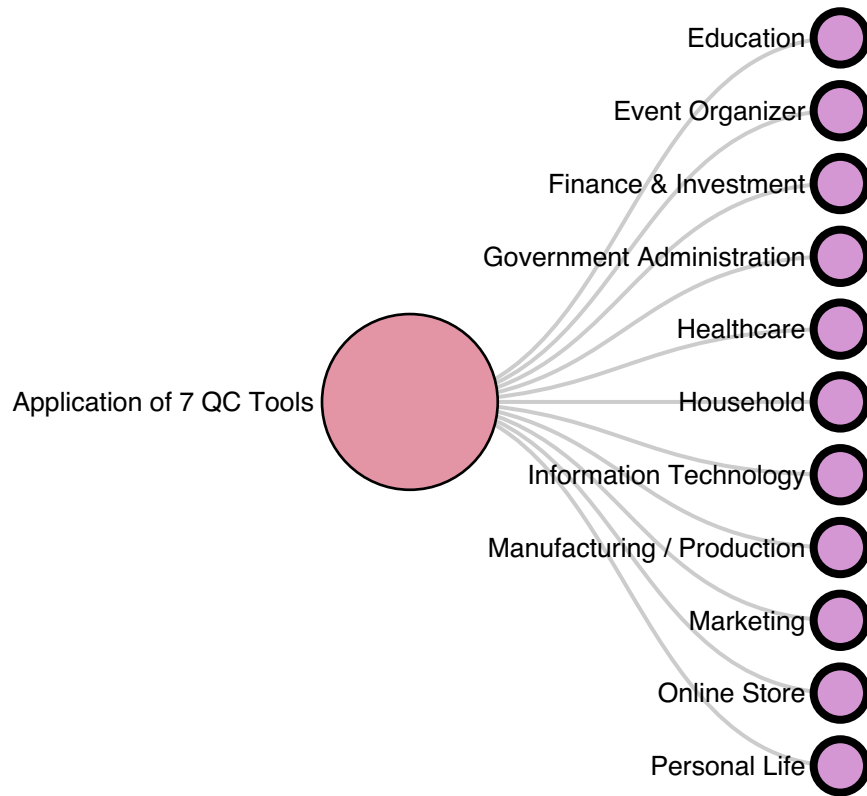 Education
Event Organizer
Finance & Investment
Government Administration
Healthcare
Application of 7 QC Tools
Household
Information Technology
Manufacturing / Production
Marketing
Online Store
Personal Life